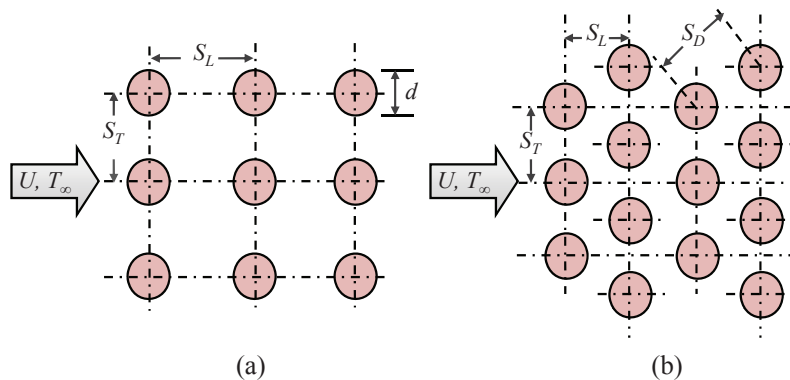 S_L
d
S_T
U, T_∞
(a)
S_L
S_D
S_T
U, T_∞
(b)